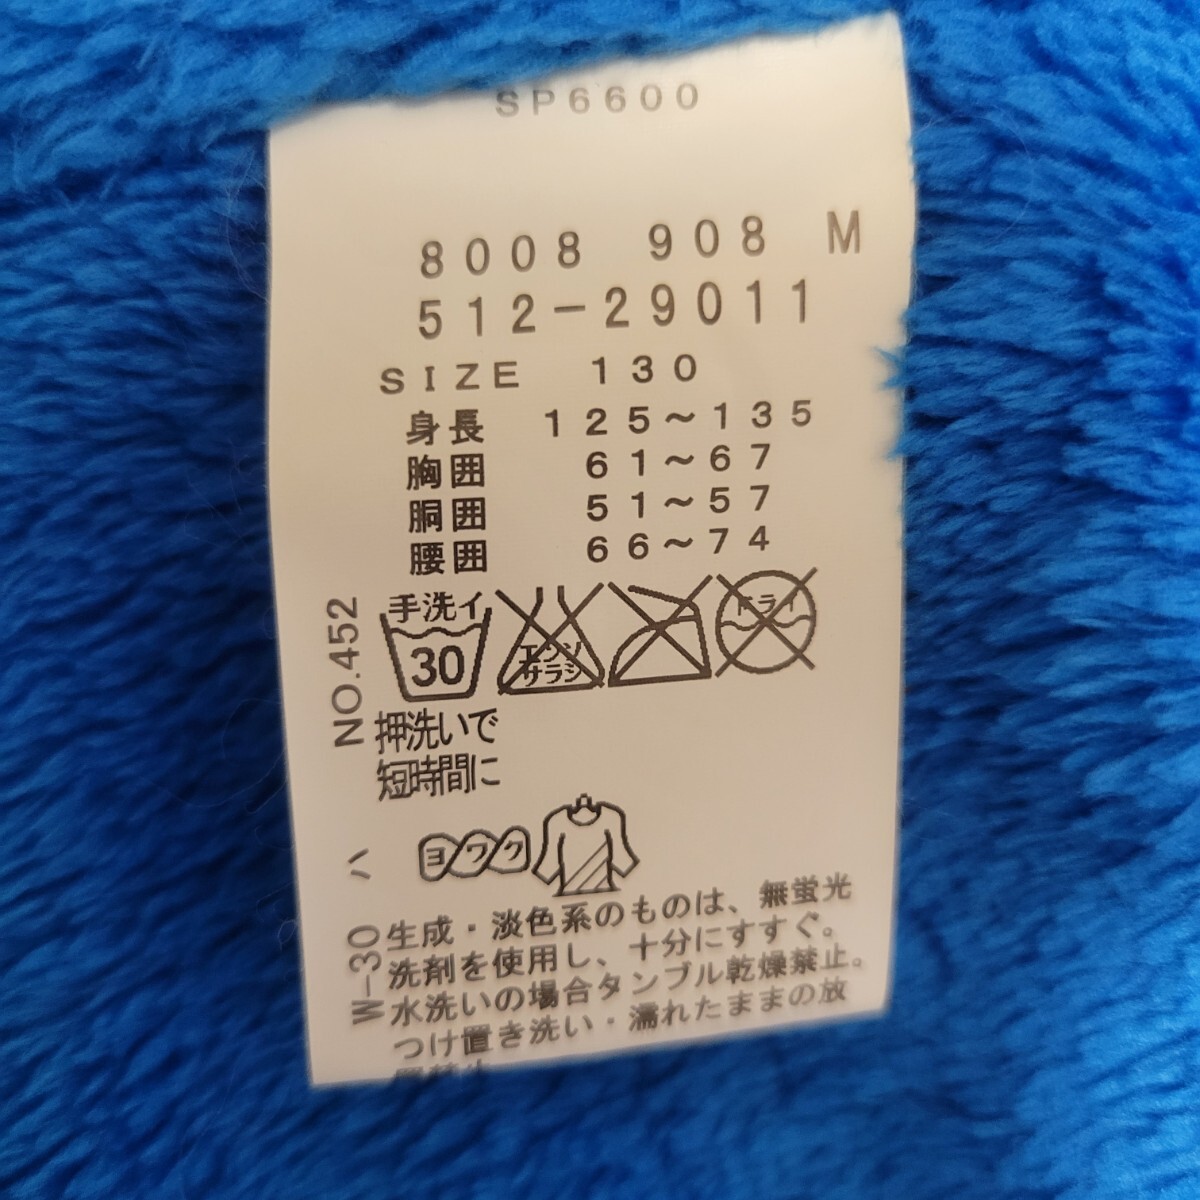 SP6600
8008 908 M
512-29011
SIZE 130
身長 125～135
胸囲 61～67
胴囲 51～57
腰囲 66～74
手洗イ
30
エンソ
サラシ
ドライ
NO.452
押洗いで
短時間に
ヨワク
W-30 ハ
生成・淡色系のものは、無蛍光
洗剤を使用し、十分にすすぐ。
水洗いの場合タンブル乾燥禁止。
つけ置き洗い・濡れたままの放